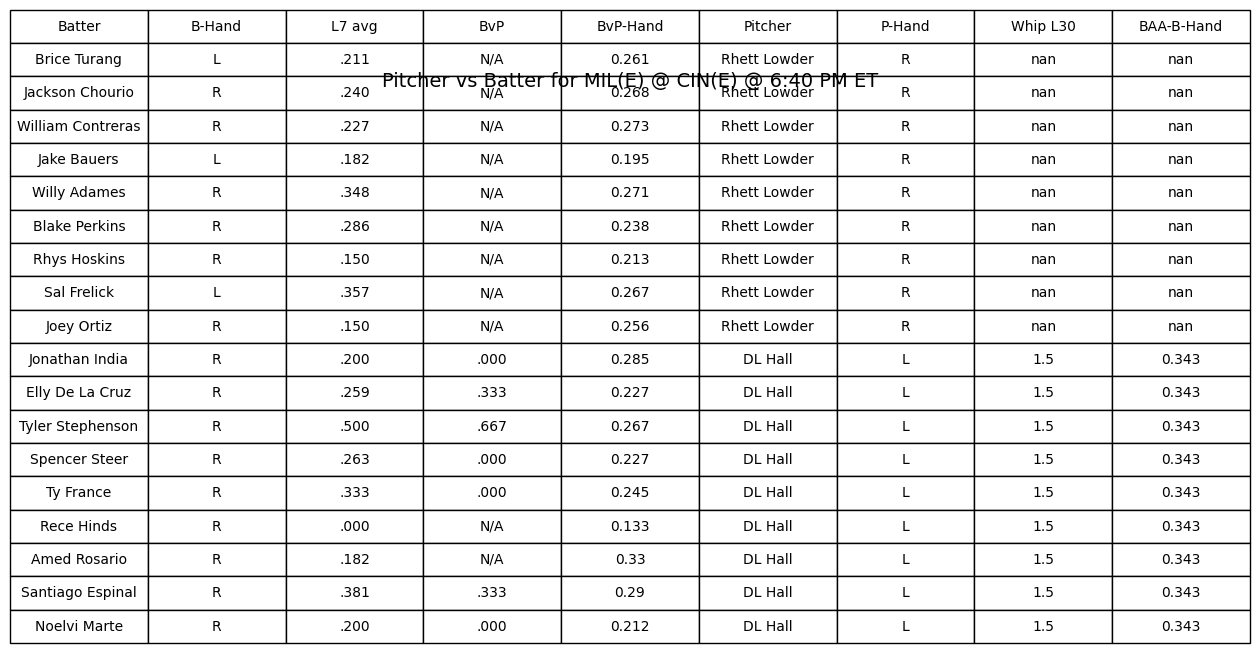 Batter B-Hand L7 avg BvP BvP-Hand Pitcher P-Hand Whip L30 BAA-B-Hand
Brice Turang L .211 N/A 0.261 Rhett Lowder R nan nan
Pitcher vs Batter for MIL(E) @ CIN(E) @ 6:40 PM ET
Jackson Chourio R .240 N/A 0.268 Rhett Lowder R nan nan
William Contreras R .227 N/A 0.273 Rhett Lowder R nan nan
Jake Bauers L .182 N/A 0.195 Rhett Lowder R nan nan
Willy Adames R .348 N/A 0.271 Rhett Lowder R nan nan
Blake Perkins R .286 N/A 0.238 Rhett Lowder R nan nan
Rhys Hoskins R .150 N/A 0.213 Rhett Lowder R nan nan
Sal Frelick L .357 N/A 0.267 Rhett Lowder R nan nan
Joey Ortiz R .150 N/A 0.256 Rhett Lowder R nan nan
Jonathan India R .200 .000 0.285 DL Hall L 1.5 0.343
Elly De La Cruz R .259 .333 0.227 DL Hall L 1.5 0.343
Tyler Stephenson R .500 .667 0.267 DL Hall L 1.5 0.343
Spencer Steer R .263 .000 0.227 DL Hall L 1.5 0.343
Ty France R .333 .000 0.245 DL Hall L 1.5 0.343
Rece Hinds R .000 N/A 0.133 DL Hall L 1.5 0.343
Amed Rosario R .182 N/A 0.33 DL Hall L 1.5 0.343
Santiago Espinal R .381 .333 0.29 DL Hall L 1.5 0.343
Noelvi Marte R .200 .000 0.212 DL Hall L 1.5 0.343